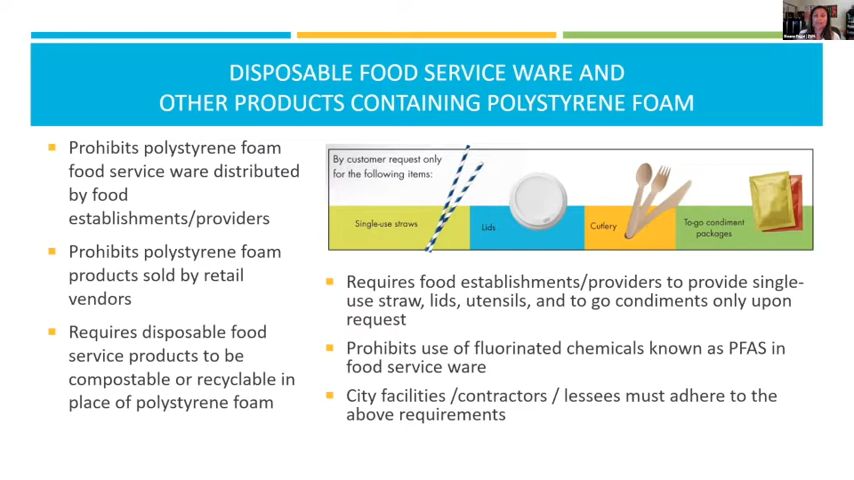 DISPOSABLE FOOD SERVICE WARE AND
OTHER PRODUCTS CONTAINING POLYSTYRENE FOAM
Prohibits polystyrene foam
food service ware distributed
by food
establishments/providers
Prohibits polystyrene foam
products sold by retail
vendors
Requires disposable food
service products to be
compostable or recyclable in
place of polystyrene foam
By customer request only
for the following items:
Single-use straws
Lids
Cutlery
To-go condiment
packages
Requires food establishments/providers to provide single-
use straw, lids, utensils, and to go condiments only upon
request
Prohibits use of fluorinated chemicals known as PFAS in
food service ware
City facilities /contractors / lessees must adhere to the
above requirements